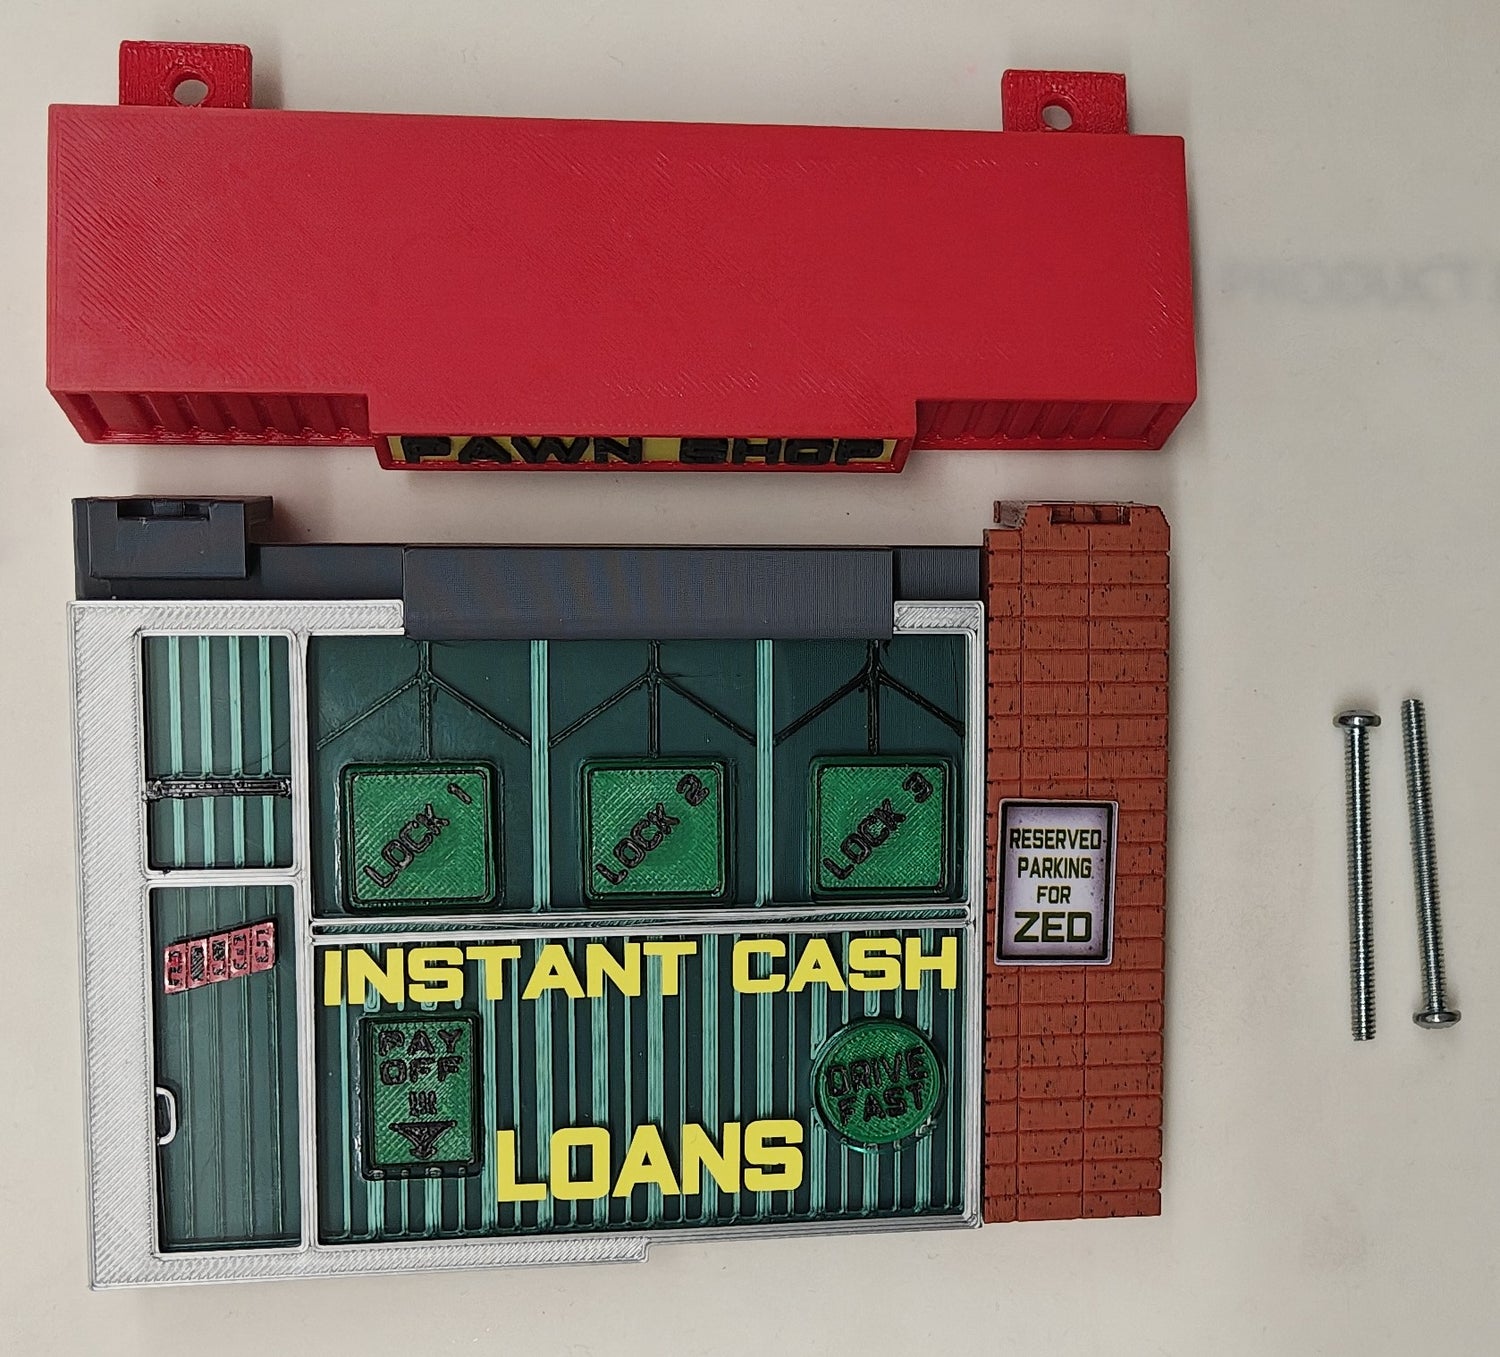 PAWN SHOP
LOCK 1
LOCK 2
LOCK 3
RESERVED
PARKING
FOR
ZED
INSTANT CASH
PAY
OFF
DRIVE
FAST
LOANS